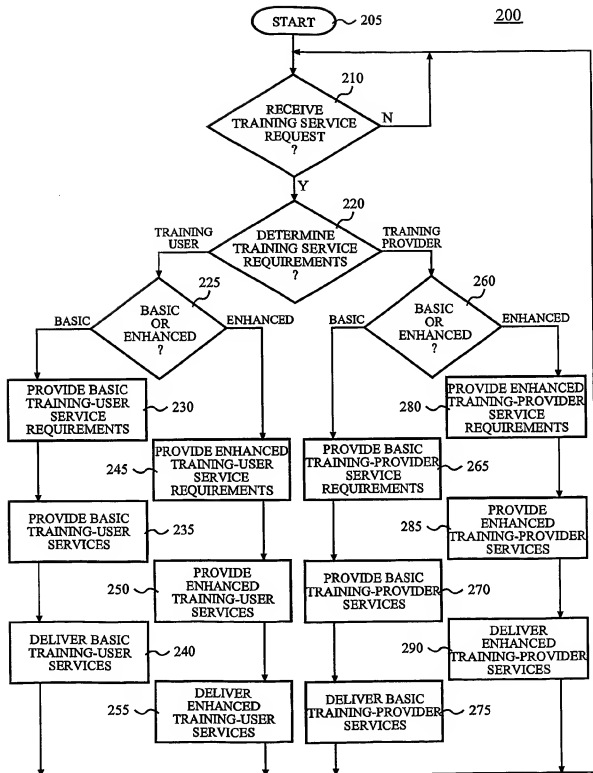 START
205
200
210
RECEIVE
TRAINING SERVICE
REQUEST
?
N
Y
220
TRAINING
USER
DETERMINE
TRAINING SERVICE
REQUIREMENTS
?
TRAINING
PROVIDER
225
BASIC
BASIC
OR
ENHANCED
?
ENHANCED
260
BASIC
BASIC
OR
ENHANCED
?
ENHANCED
PROVIDE BASIC
TRAINING-USER
SERVICE
REQUIREMENTS
230
280
PROVIDE ENHANCED
TRAINING-PROVIDER
SERVICE
REQUIREMENTS
245
PROVIDE ENHANCED
TRAINING-USER
SERVICE
REQUIREMENTS
PROVIDE BASIC
TRAINING-PROVIDER
SERVICE
REQUIREMENTS
265
PROVIDE BASIC
TRAINING-USER
SERVICES
235
285
PROVIDE
ENHANCED
TRAINING-PROVIDER
SERVICES
250
PROVIDE
ENHANCED
TRAINING-USER
SERVICES
PROVIDE BASIC
TRAINING-PROVIDER
SERVICES
270
DELIVER BASIC
TRAINING-USER
SERVICES
240
290
DELIVER
ENHANCED
TRAINING-PROVIDER
SERVICES
255
DELIVER
ENHANCED
TRAINING-USER
SERVICES
DELIVER BASIC
TRAINING-PROVIDER
SERVICES
275